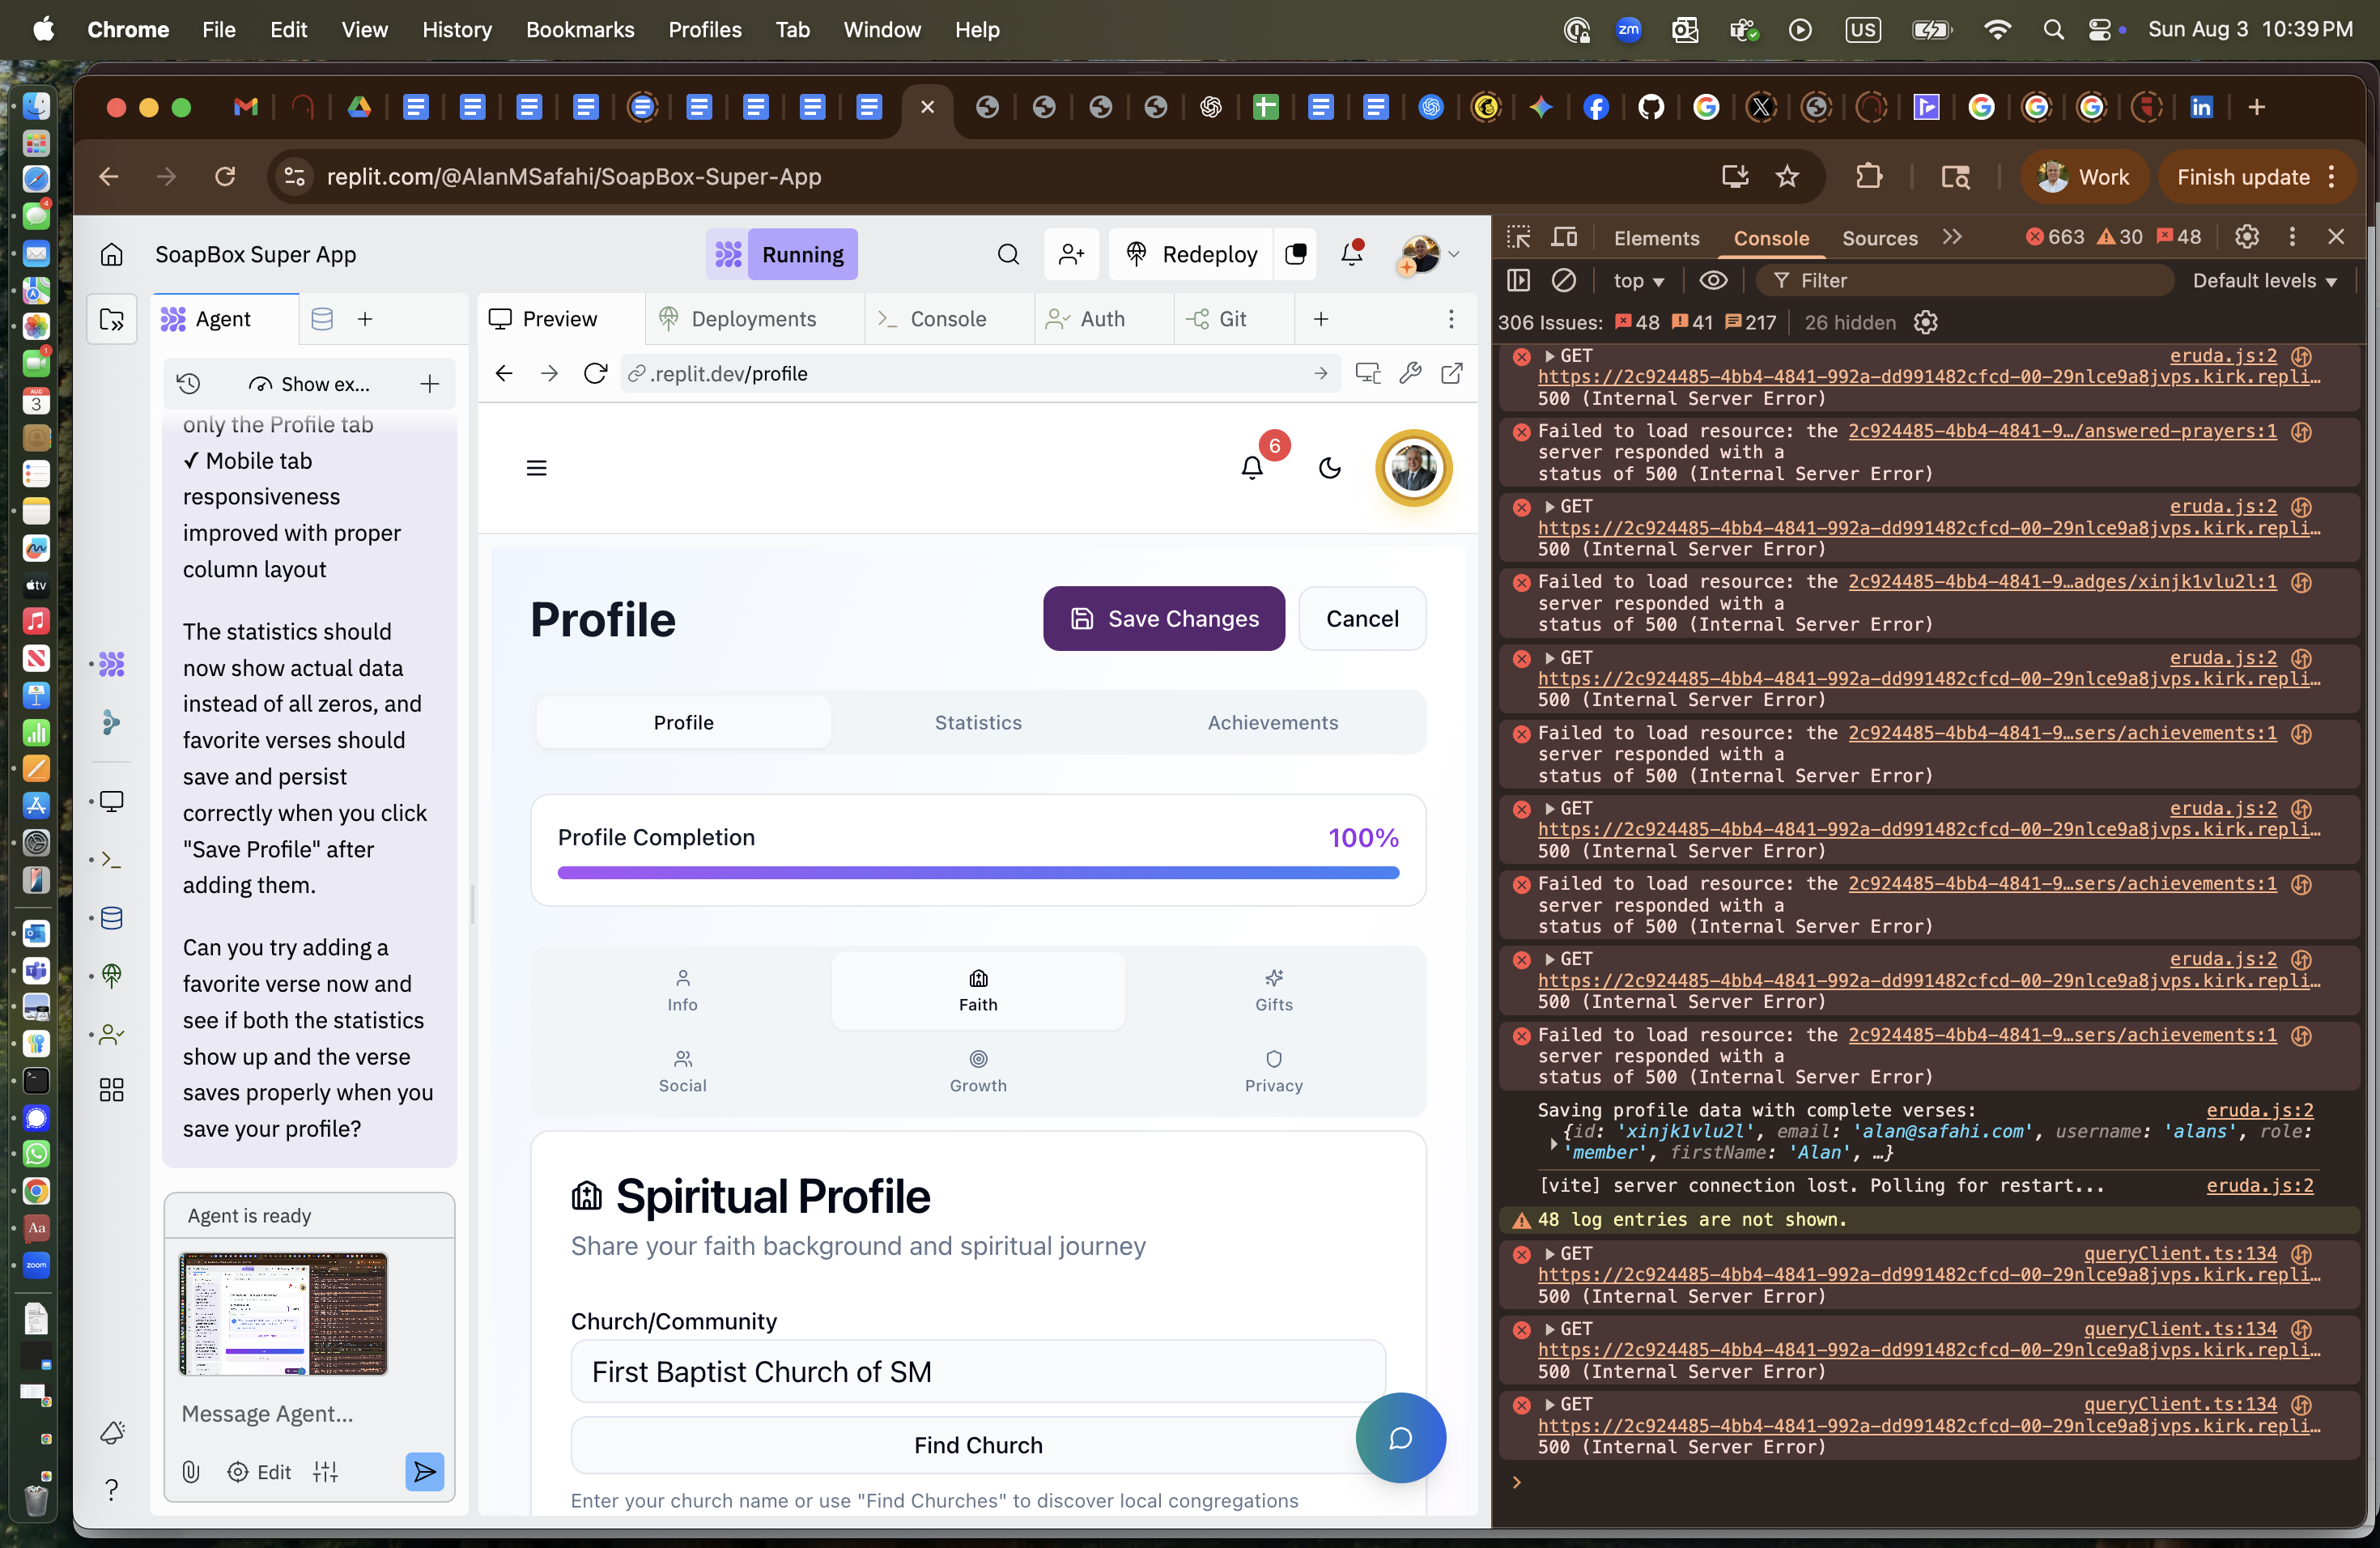 Chrome File Edit View History Bookmarks Profiles Tab Window Help
zm US Sun Aug 3 10:39 PM
replit.com/@AlanMSafahi/SoapBox-Super-App
Work Finish update
SoapBox Super App
Running
Redeploy
Agent
Show ex...
only the Profile tab
✓ Mobile tab
responsiveness
improved with proper
column layout
The statistics should
now show actual data
instead of all zeros, and
favorite verses should
save and persist
correctly when you click
"Save Profile" after
adding them.
Can you try adding a
favorite verse now and
see if both the statistics
show up and the verse
saves properly when you
save your profile?
Agent is ready
Message Agent...
Edit
Preview Deployments Console Auth Git
.replit.dev/profile
6
Profile
Save Changes Cancel
Profile Statistics Achievements
Profile Completion 100%
Info Faith Gifts
Social Growth Privacy
Spiritual Profile
Share your faith background and spiritual journey
Church/Community
First Baptist Church of SM
Find Church
Enter your church name or use "Find Churches" to discover local congregations
Elements Console Sources 663 30 48
top Filter Default levels
306 Issues: 48 41 217 26 hidden
GET eruda.js:2
https://2c924485-4bb4-4841-992a-dd991482cfcd-00-29nlce9a8jvps.kirk.repli…
500 (Internal Server Error)
Failed to load resource: the 2c924485-4bb4-4841-9…/answered-prayers:1
server responded with a
status of 500 (Internal Server Error)
GET eruda.js:2
https://2c924485-4bb4-4841-992a-dd991482cfcd-00-29nlce9a8jvps.kirk.repli…
500 (Internal Server Error)
Failed to load resource: the 2c924485-4bb4-4841-9…adges/xinjk1vlu2l:1
server responded with a
status of 500 (Internal Server Error)
GET eruda.js:2
https://2c924485-4bb4-4841-992a-dd991482cfcd-00-29nlce9a8jvps.kirk.repli…
500 (Internal Server Error)
Failed to load resource: the 2c924485-4bb4-4841-9…sers/achievements:1
server responded with a
status of 500 (Internal Server Error)
GET eruda.js:2
https://2c924485-4bb4-4841-992a-dd991482cfcd-00-29nlce9a8jvps.kirk.repli…
500 (Internal Server Error)
Failed to load resource: the 2c924485-4bb4-4841-9…sers/achievements:1
server responded with a
status of 500 (Internal Server Error)
GET eruda.js:2
https://2c924485-4bb4-4841-992a-dd991482cfcd-00-29nlce9a8jvps.kirk.repli…
500 (Internal Server Error)
Failed to load resource: the 2c924485-4bb4-4841-9…sers/achievements:1
server responded with a
status of 500 (Internal Server Error)
Saving profile data with complete verses: eruda.js:2
{id: 'xinjk1vlu2l', email: 'alan@safahi.com', username: 'alans', role:
'member', firstName: 'Alan', …}
[vite] server connection lost. Polling for restart... eruda.js:2
48 log entries are not shown.
GET queryClient.ts:134
https://2c924485-4bb4-4841-992a-dd991482cfcd-00-29nlce9a8jvps.kirk.repli…
500 (Internal Server Error)
GET queryClient.ts:134
https://2c924485-4bb4-4841-992a-dd991482cfcd-00-29nlce9a8jvps.kirk.repli…
500 (Internal Server Error)
GET queryClient.ts:134
https://2c924485-4bb4-4841-992a-dd991482cfcd-00-29nlce9a8jvps.kirk.repli…
500 (Internal Server Error)